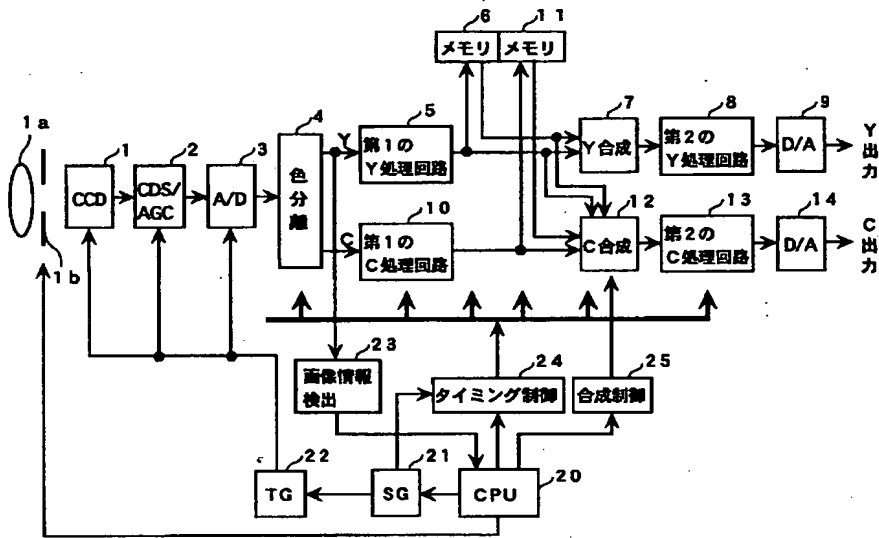 6
11
メモリ
メモリ
1a
4
5
7
8
9
1
2
3
Y
第1の
Y処理回路
Y合成
第2の
Y処理回路
D/A
Y出力
CCD
CDS/
AGC
A/D
色分離
10
12
13
14
C
第1の
C処理回路
C合成
第2の
C処理回路
D/A
C出力
1b
23
24
25
画像情報
検出
タイミング制御
合成制御
22
21
TG
SG
CPU
20